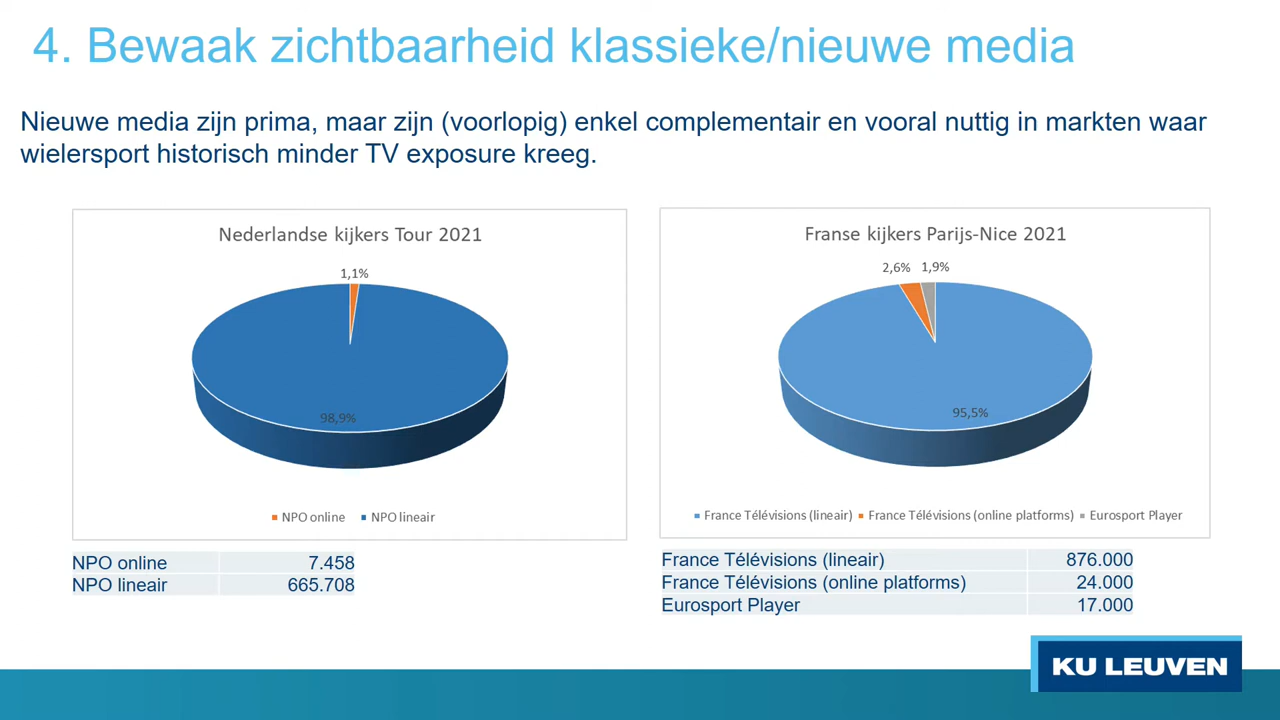 4. Bewaak zichtbaarheid klassieke/nieuwe media
Nieuwe media zijn prima, maar zijn (voorlopig) enkel complementair en vooral nuttig in markten waar
wielersport historisch minder TV exposure kreeg.
Nederlandse kijkers Tour 2021
1,1%
98,9%
NPO online NPO lineair
NPO online 7.458
NPO lineair 665.708
Franse kijkers Parijs-Nice 2021
2,6% 1,9%
95,5%
France Télévisions (lineair) France Télévisions (online platforms) Eurosport Player
France Télévisions (lineair) 876.000
France Télévisions (online platforms) 24.000
Eurosport Player 17.000
KU LEUVEN